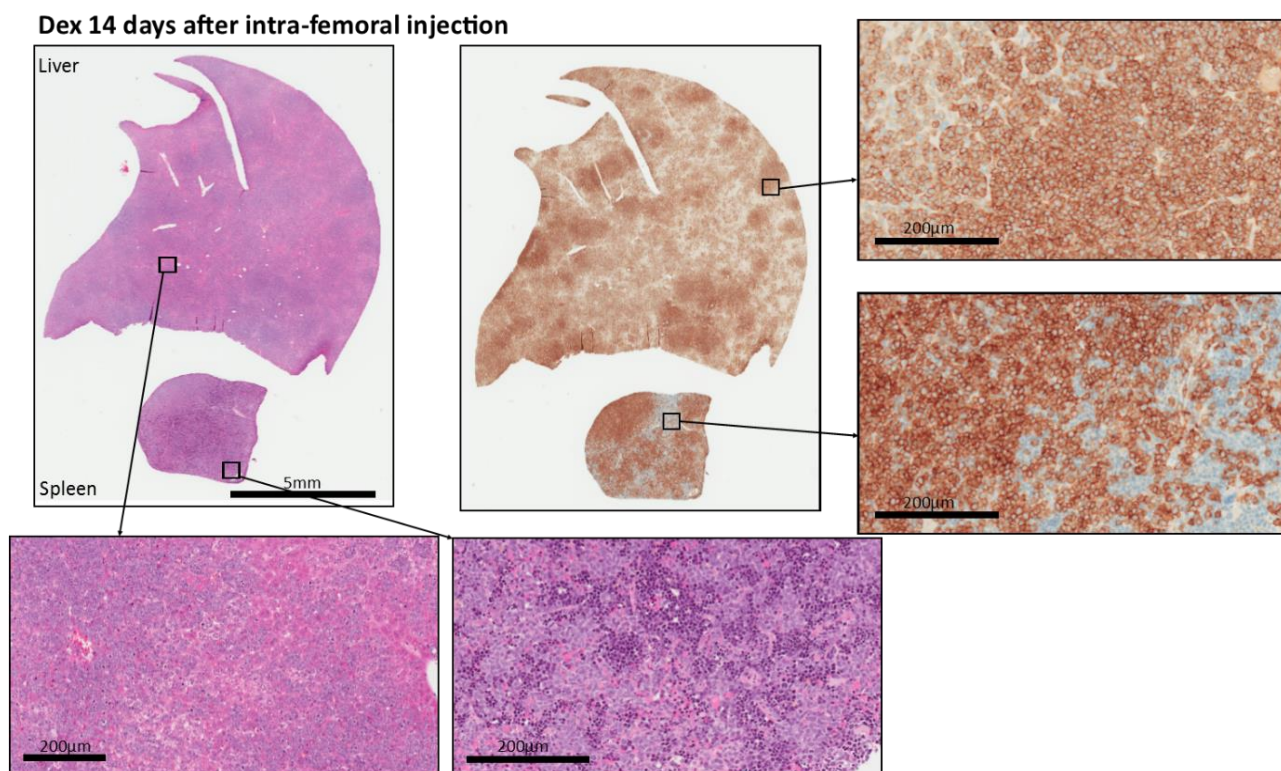 Dex 14 days after intra-femoral injection
Liver
200µm
200µm
Spleen
5mm
200µm
200µm